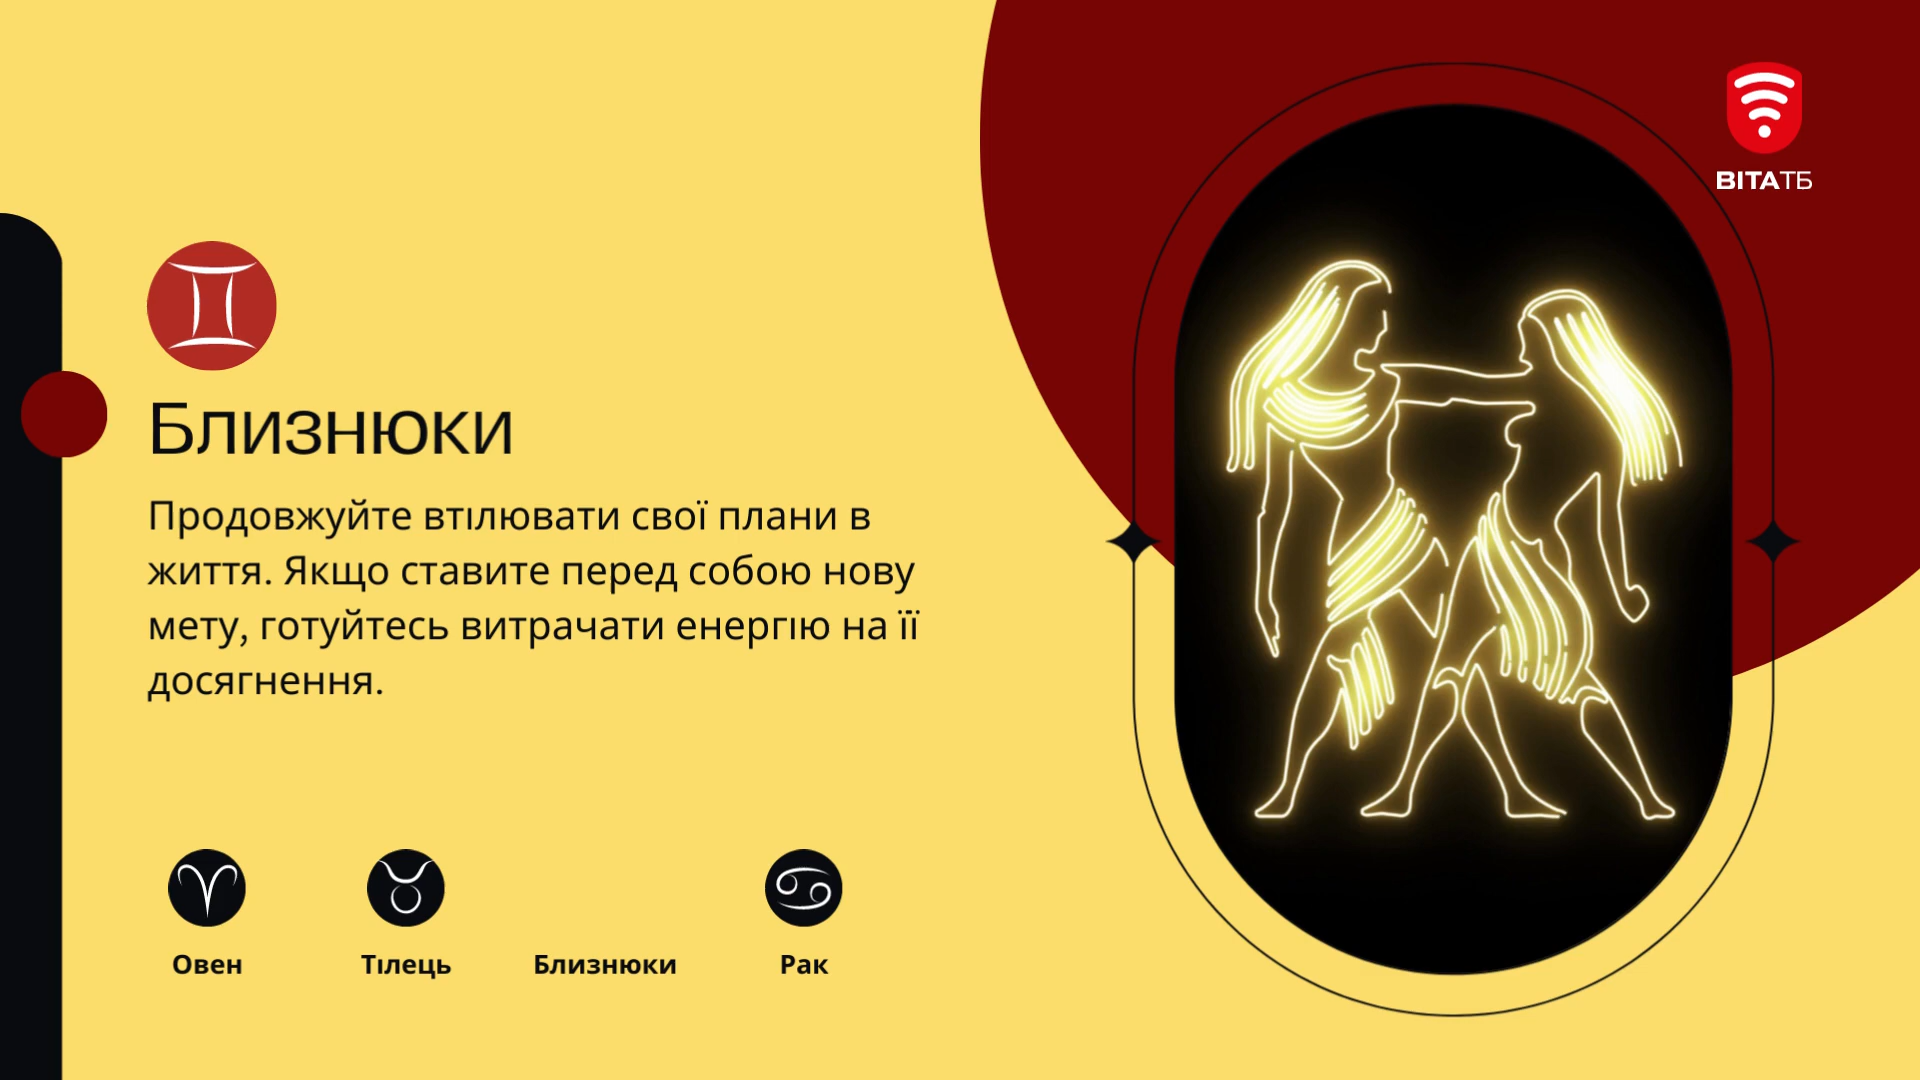 ВІТАТБ
Близнюки
Продовжуйте втілювати свої плани в
життя. Якщо ставите перед собою нову
мету, готуйтесь витрачати енергію на її
досягнення.
Овен
Тілець
Близнюки
Рак